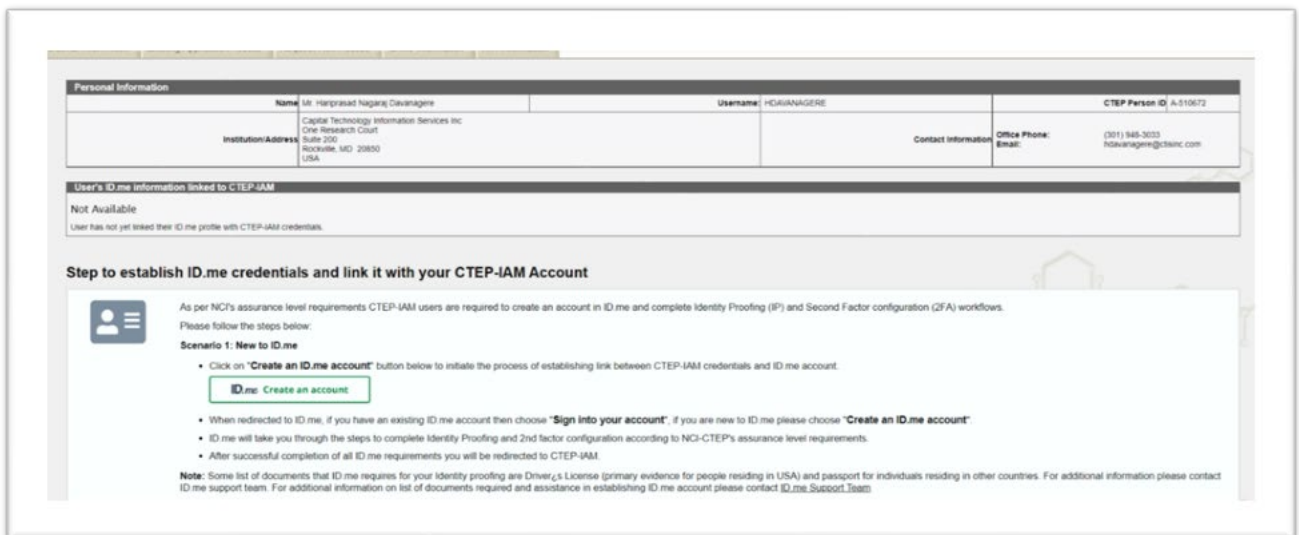 Personal Information
Name Mr. Hariprasad Nagaraj Davanagere Username: HDAVANAGERE CTEP Person ID A-510672
Institution/Address Capital Technology Information Services Inc
One Research Court
Suite 200
Rockville, MD 20850
USA
Contact Information Office Phone: (301) 948-3033
Email: hdavanagere@ctisinc.com
User's ID.me information linked to CTEP-IAM
Not Available
User has not yet linked their ID.me profile with CTEP-IAM credentials.
Step to establish ID.me credentials and link it with your CTEP-IAM Account
As per NCI's assurance level requirements CTEP-IAM users are required to create an account in ID.me and complete Identity Proofing (IP) and Second Factor configuration (2FA) workflows.
Please follow the steps below:
Scenario 1: New to ID.me
• Click on "Create an ID.me account" button below to initiate the process of establishing link between CTEP-IAM credentials and ID.me account.
ID.me Create an account
• When redirected to ID.me, if you have an existing ID.me account then choose "Sign into your account", if you are new to ID.me please choose "Create an ID.me account"
• ID.me will take you through the steps to complete Identity Proofing and 2nd factor configuration according to NCI-CTEP's assurance level requirements.
• After successful completion of all ID.me requirements you will be redirected to CTEP-IAM.
Note: Some list of documents that ID.me requires for your Identity proofing are Driver¿s License (primary evidence for people residing in USA) and passport for individuals residing in other countries. For additional information please contact
ID.me support team. For additional information on list of documents required and assistance in establishing ID.me account please contact ID.me Support Team